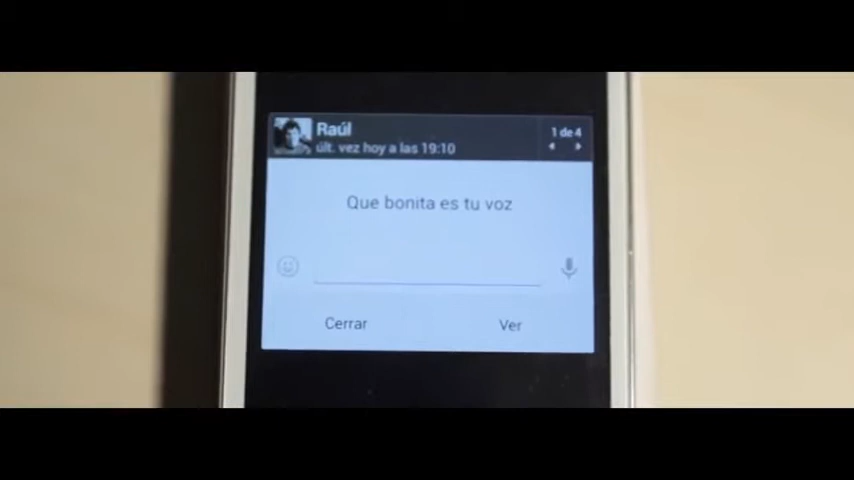 Raúl
últ. vez hoy a las 19:10
1 de 4
Que bonita es tu voz
Cerrar
Ver